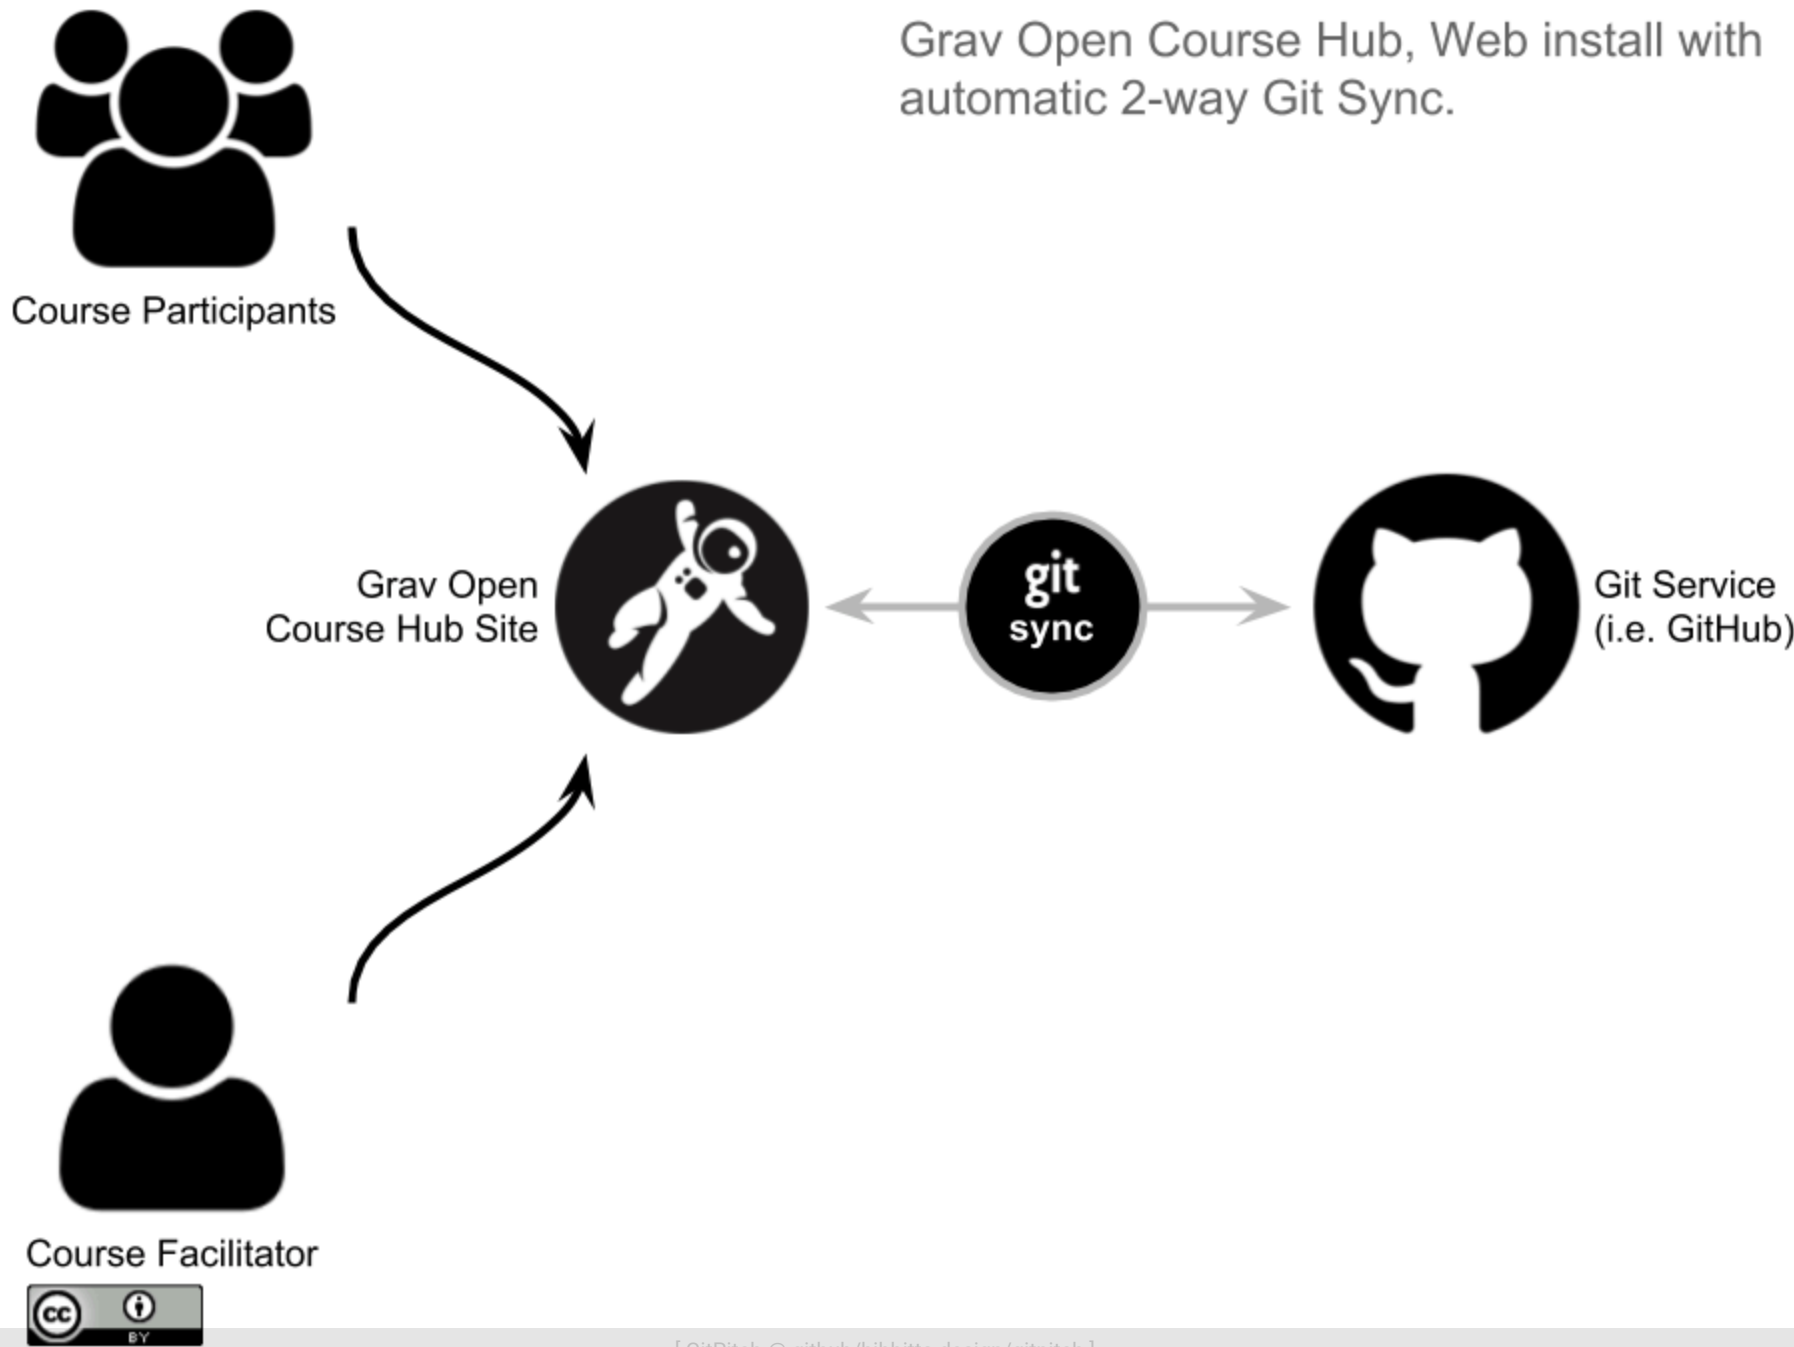 Grav Open Course Hub, Web install with
automatic 2-way Git Sync.
Course Participants
Grav Open
Course Hub Site
git
sync
Git Service
(i.e. GitHub)
Course Facilitator
cc
BY